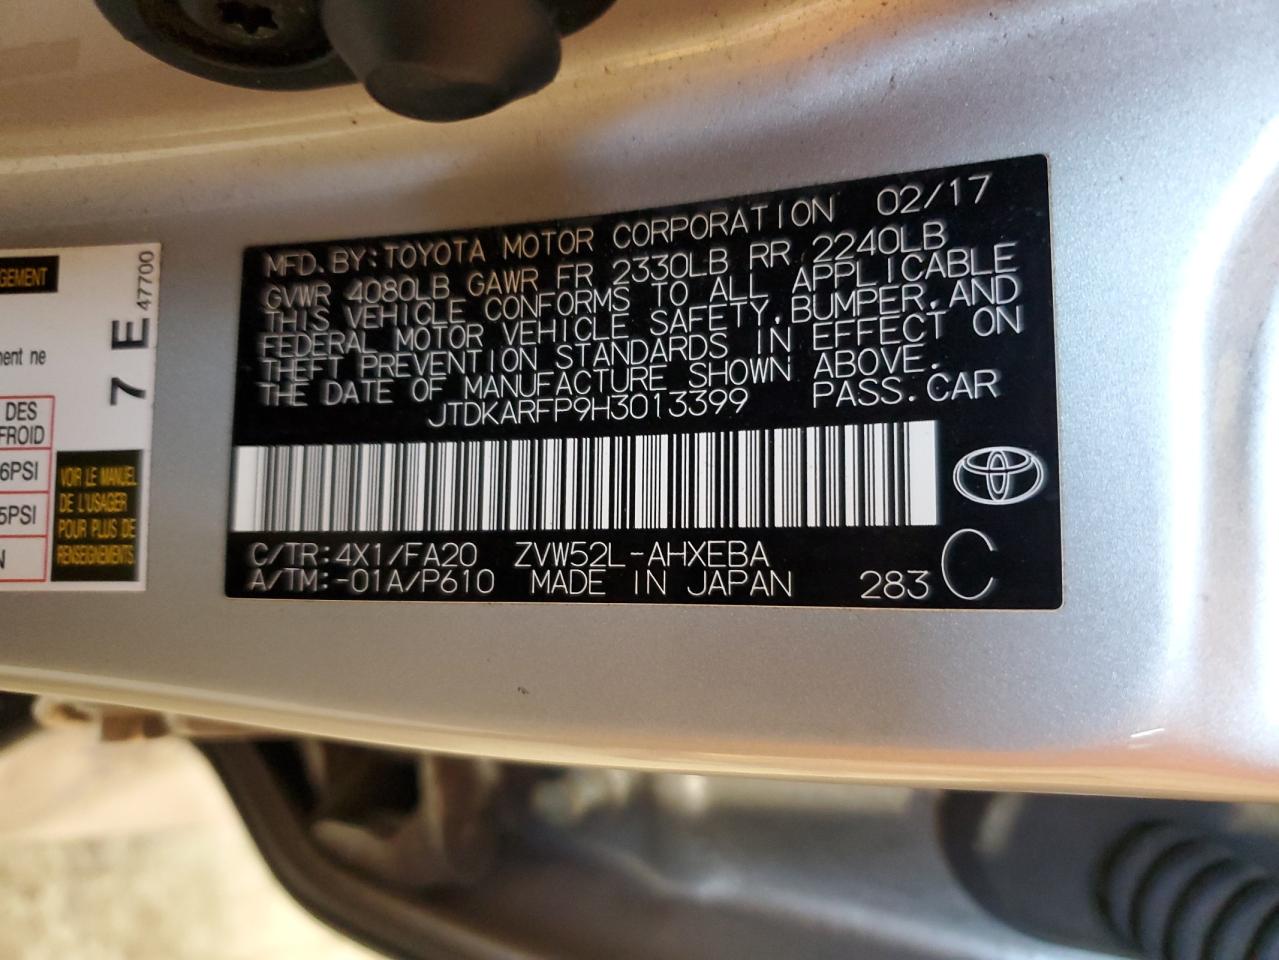 GEMENT
47700
7 E
ment ne
DES
FROID
6PSI
5PSI
N
VOIR LE MANUEL
DE L'USAGER
POUR PLUS DE
RENSEIGNEMENTS
MFD. BY: TOYOTA MOTOR CORPORATION 02/17
GVWR 4080LB GAWR FR 2330LB RR 2240LB
THIS VEHICLE CONFORMS TO ALL APPLICABLE
FEDERAL MOTOR VEHICLE SAFETY, BUMPER, AND
THEFT PREVENTION STANDARDS IN EFFECT ON
THE DATE OF MANUFACTURE SHOWN ABOVE.
JTDKARFP9H3013399 PASS. CAR
C/TR: 4X1/FA20 ZVW52L-AHXEBA
A/TM: -01A/P610 MADE IN JAPAN 283 C